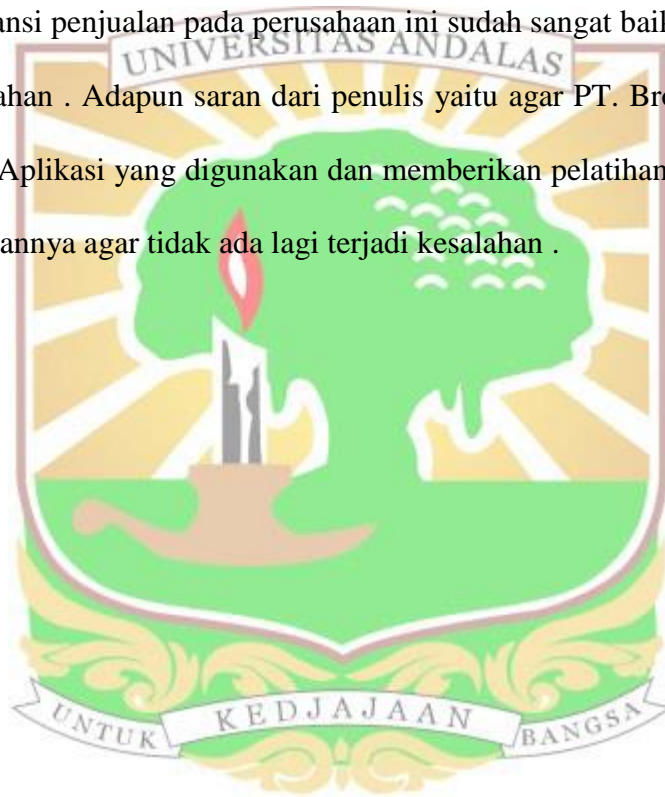 ansi penjualan pada perusahaan ini sudah sangat bai
UNIVERSITAS ANDALAS
ahan . Adapun saran dari penulis yaitu agar PT. Br
Aplikasi yang digunakan dan memberikan pelatihan
annya agar tidak ada lagi terjadi kesalahan .
UNTUK KEDJAJAAN BANGSA